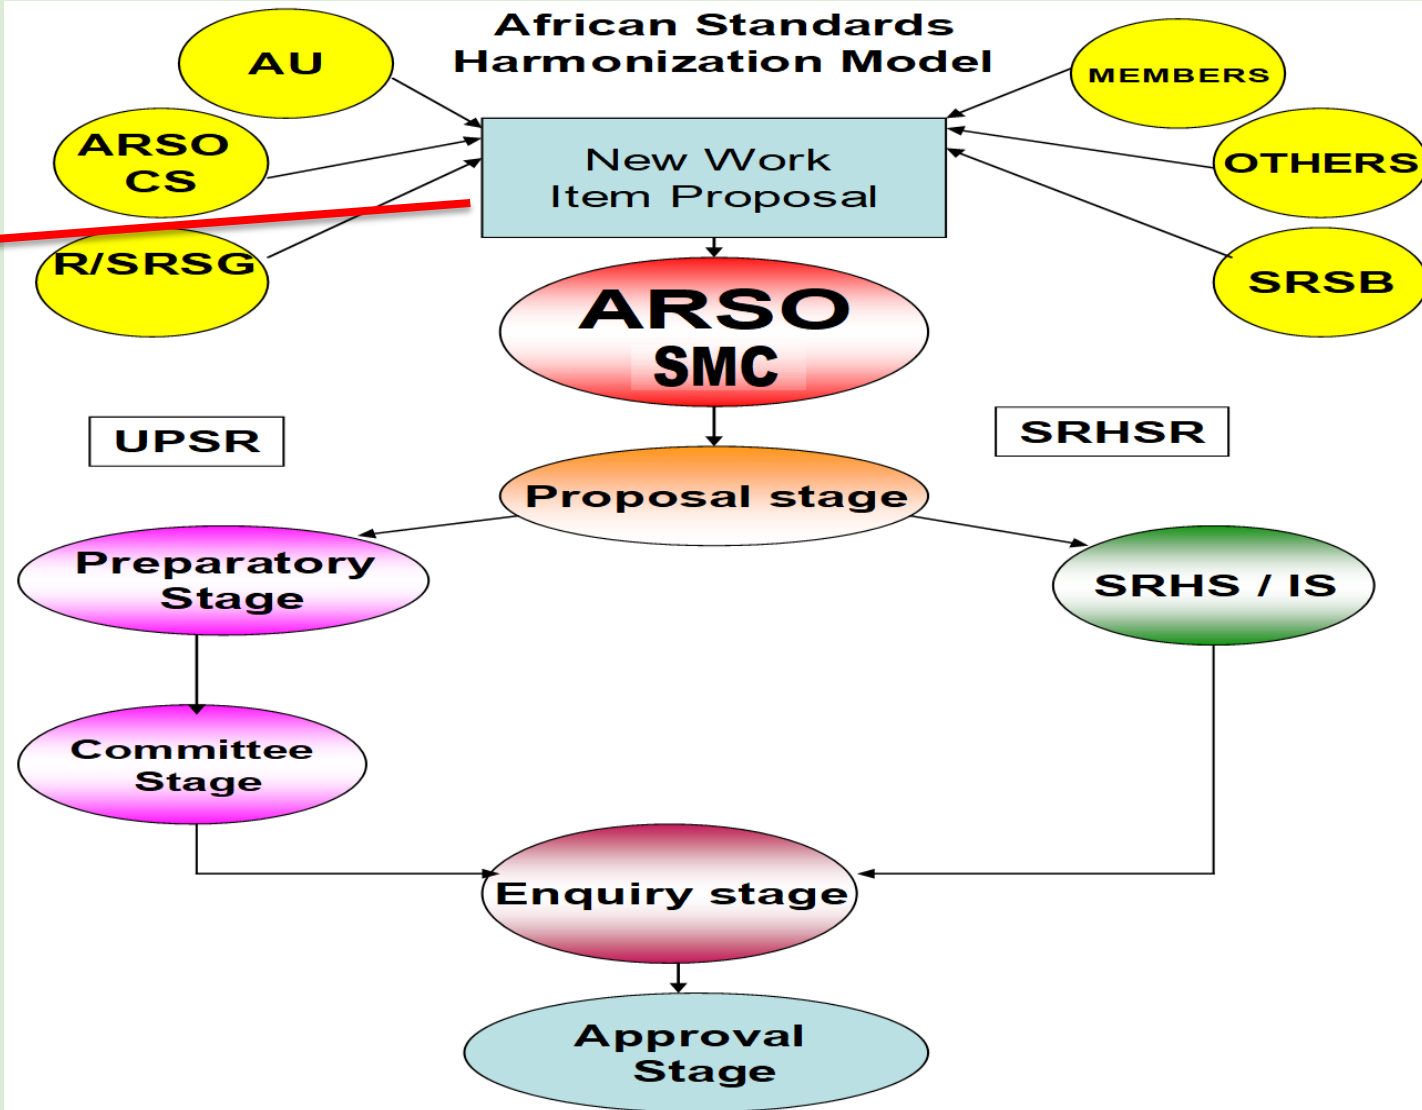 African Standards
Harmonization Model
AU
MEMBERS
ARSO
CS
OTHERS
New Work
Item Proposal
R/SRSG
SRSB
ARSO
SMC
UPSR
SRHSR
Proposal stage
Preparatory
Stage
SRHS / IS
Committee
Stage
Enquiry stage
Approval
Stage